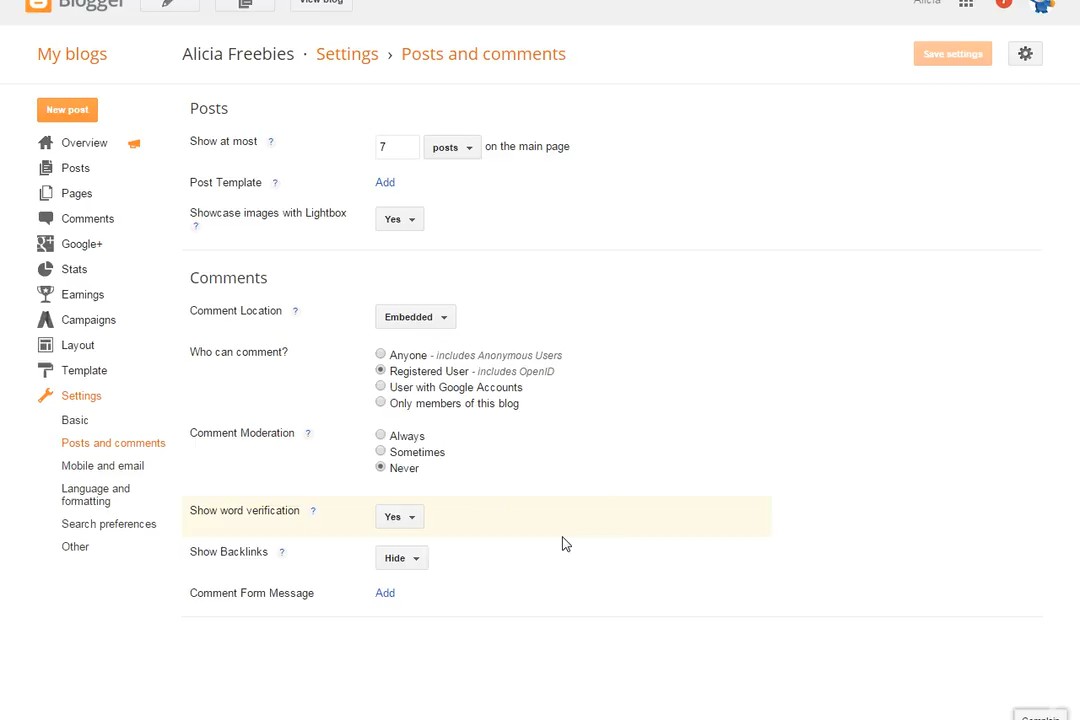 Blogger
View blog
Alicia
My blogs
Alicia Freebies · Settings › Posts and comments
Save settings
New post
Overview
Posts
Pages
Comments
Google+
Stats
Earnings
Campaigns
Layout
Template
Settings
Basic
Posts and comments
Mobile and email
Language and
formatting
Search preferences
Other
Posts
Show at most ?
7 posts on the main page
Post Template ?
Add
Showcase images with Lightbox
?
Yes
Comments
Comment Location ?
Embedded
Who can comment?
Anyone - includes Anonymous Users
Registered User - includes OpenID
User with Google Accounts
Only members of this blog
Comment Moderation ?
Always
Sometimes
Never
Show word verification ?
Yes
Show Backlinks ?
Hide
Comment Form Message
Add